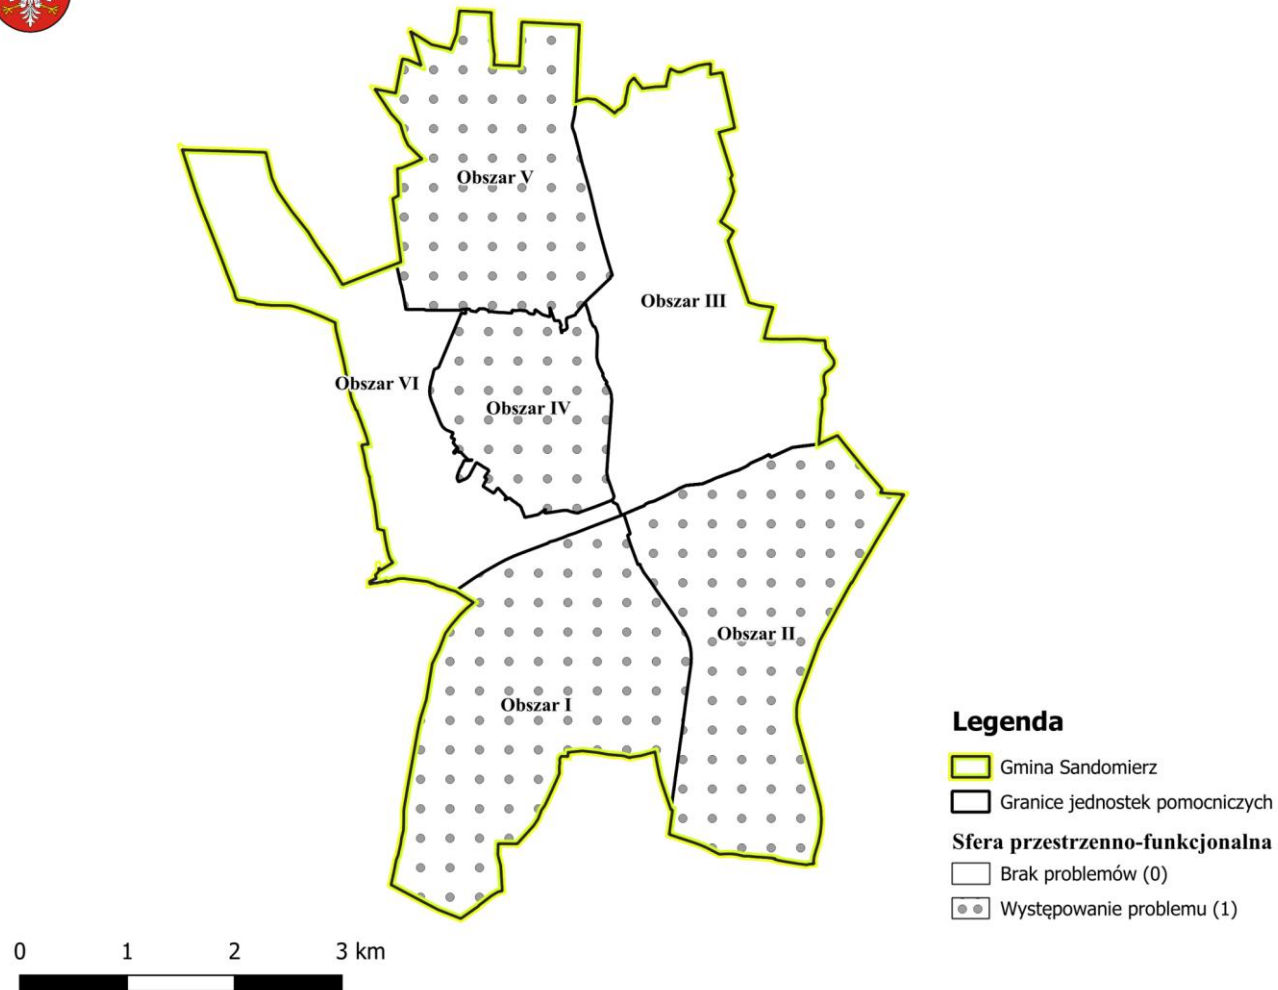 Obszar V
Obszar III
Obszar VI
Obszar IV
Obszar II
Obszar I
Legenda
Gmina Sandomierz
Granice jednostek pomocniczych
Sfera przestrzenno-funkcjonalna
Brak problemów (0)
Występowanie problemu (1)
0 1 2 3 km